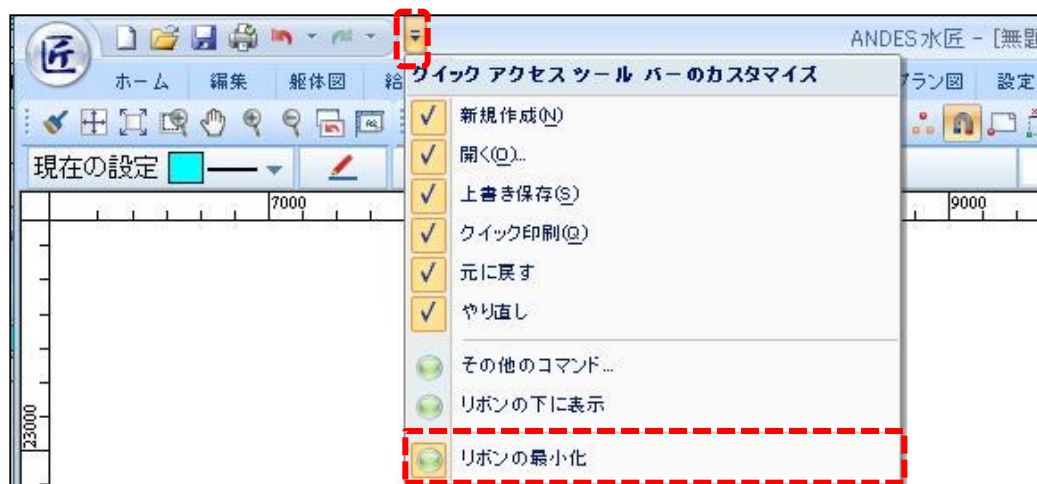 匠
ANDES水匠 - [無題
ホーム 編集 躯体図 給
プラン図 設定
クイック アクセス ツール バーのカスタマイズ
新規作成(N)
開く(O)...
上書き保存(S)
クイック印刷(Q)
元に戻す
やり直し
その他のコマンド...
リボンの下に表示
リボンの最小化
現在の設定
7000
9000
23000